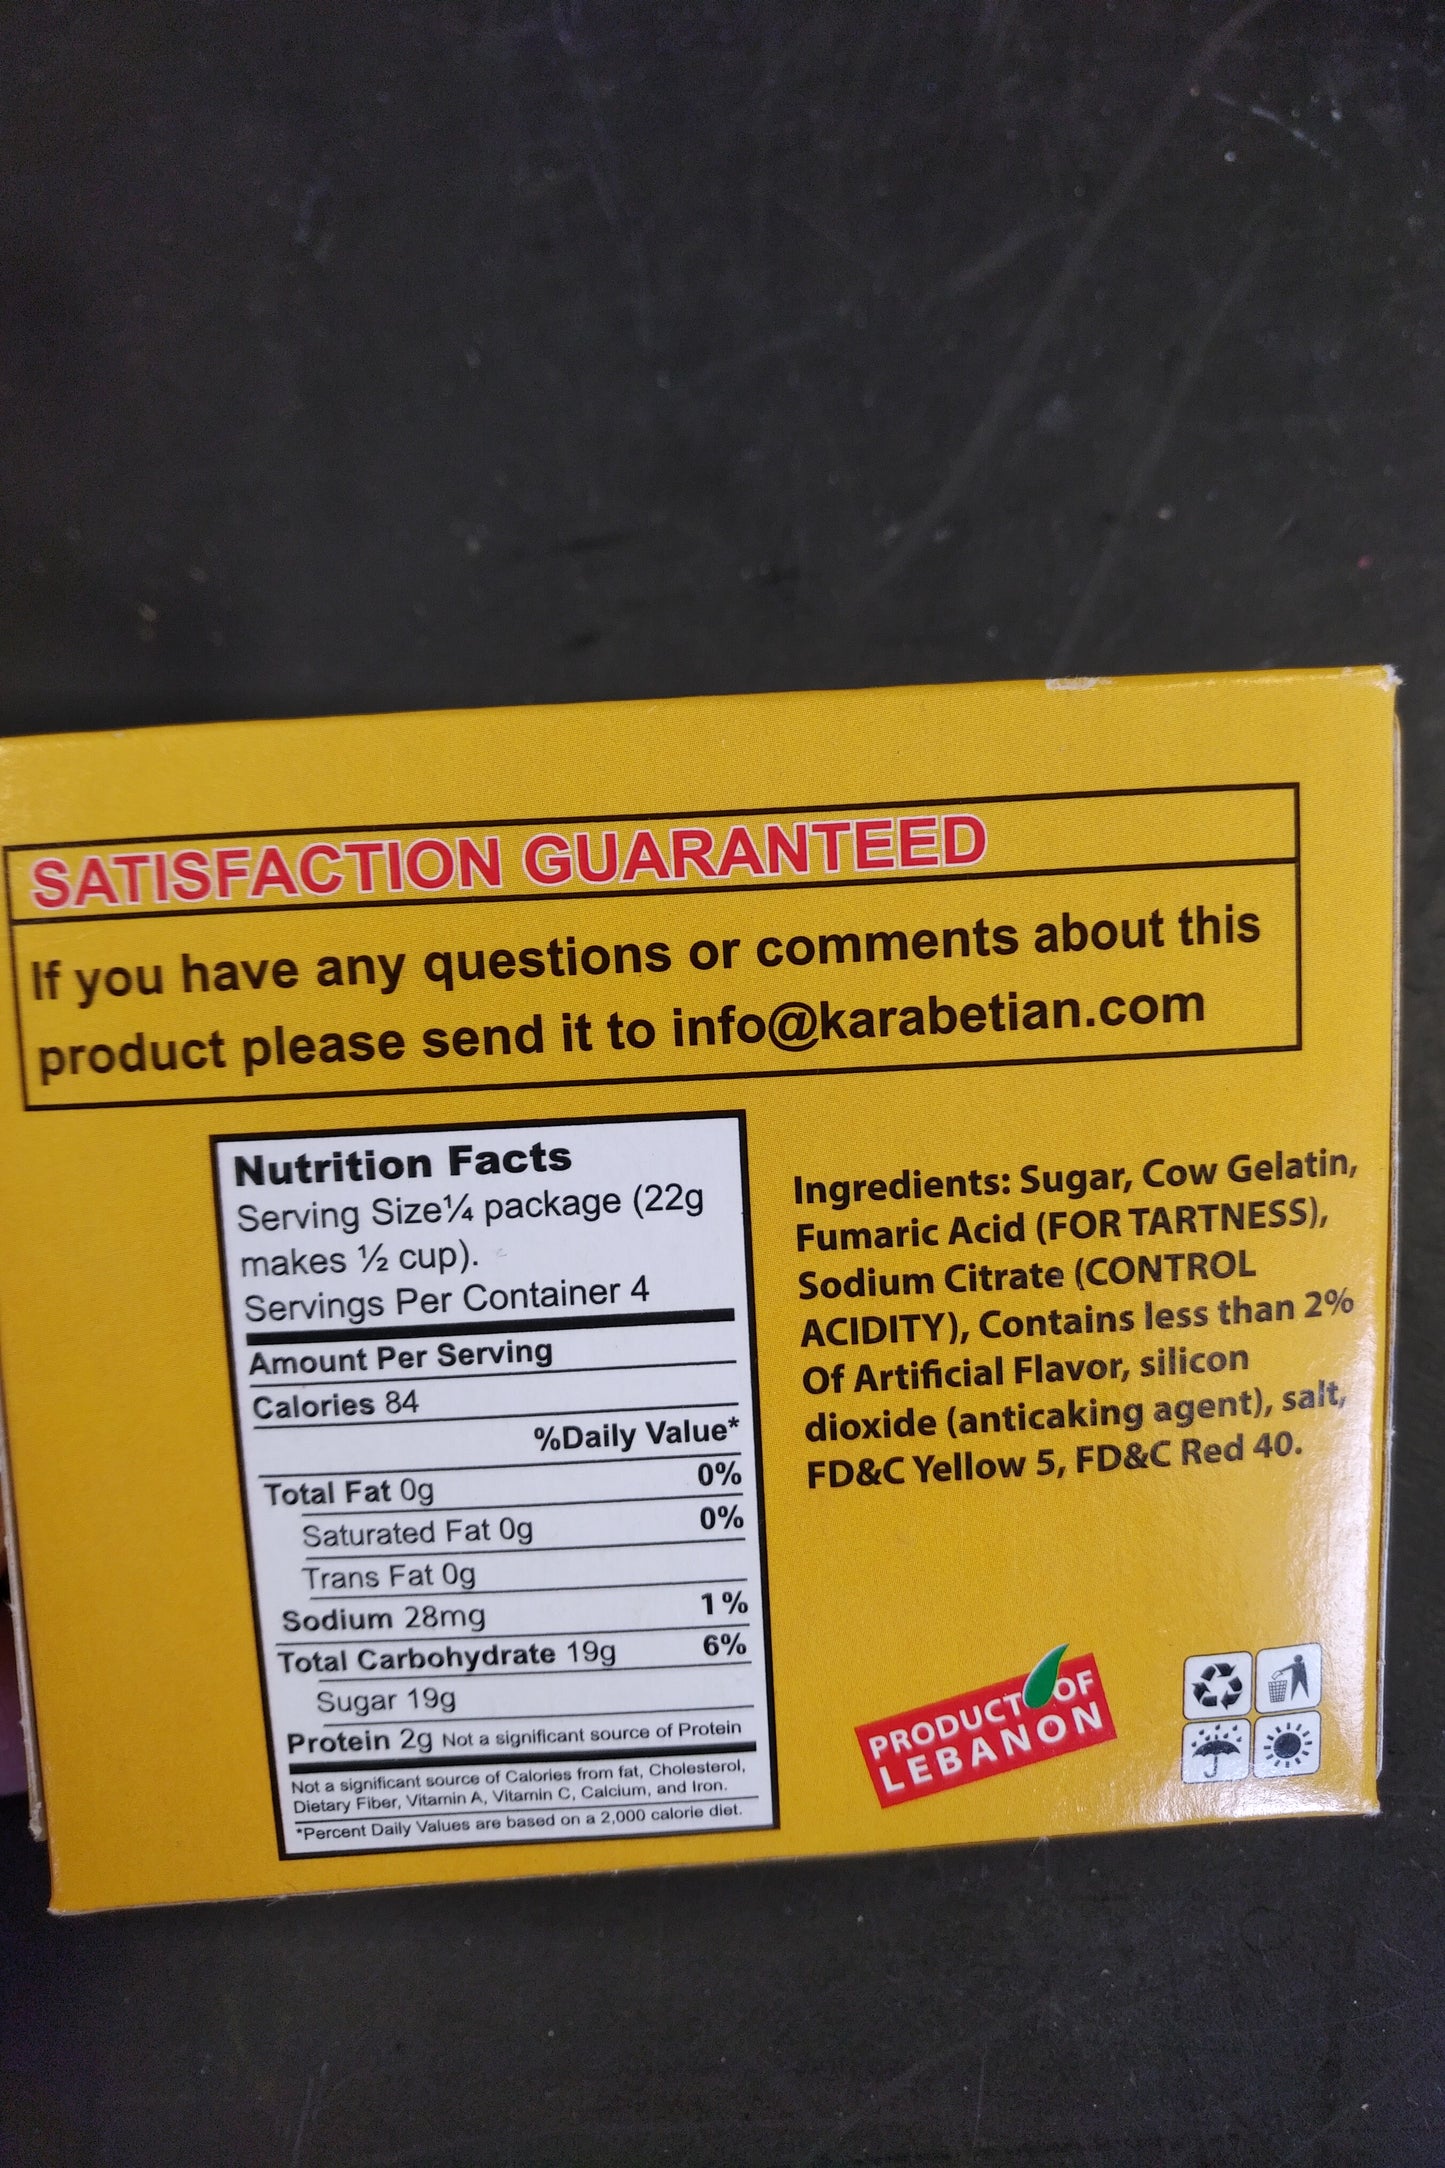 SATISFACTION GUARANTEED
If you have any questions or comments about this
product please send it to info@karabetian.com
Nutrition Facts
Serving Size¼ package (22g
makes ½ cup).
Servings Per Container 4
Amount Per Serving
Calories 84
%Daily Value*
Total Fat 0g 0%
Saturated Fat 0g 0%
Trans Fat 0g
Sodium 28mg 1%
Total Carbohydrate 19g 6%
Sugar 19g
Protein 2g Not a significant source of Protein
Not a significant source of Calories from fat, Cholesterol,
Dietary Fiber, Vitamin A, Vitamin C, Calcium, and Iron.
*Percent Daily Values are based on a 2,000 calorie diet.
Ingredients: Sugar, Cow Gelatin,
Fumaric Acid (FOR TARTNESS),
Sodium Citrate (CONTROL
ACIDITY), Contains less than 2%
Of Artificial Flavor, silicon
dioxide (anticaking agent), salt,
FD&C Yellow 5, FD&C Red 40.
PRODUCT OF
LEBANON